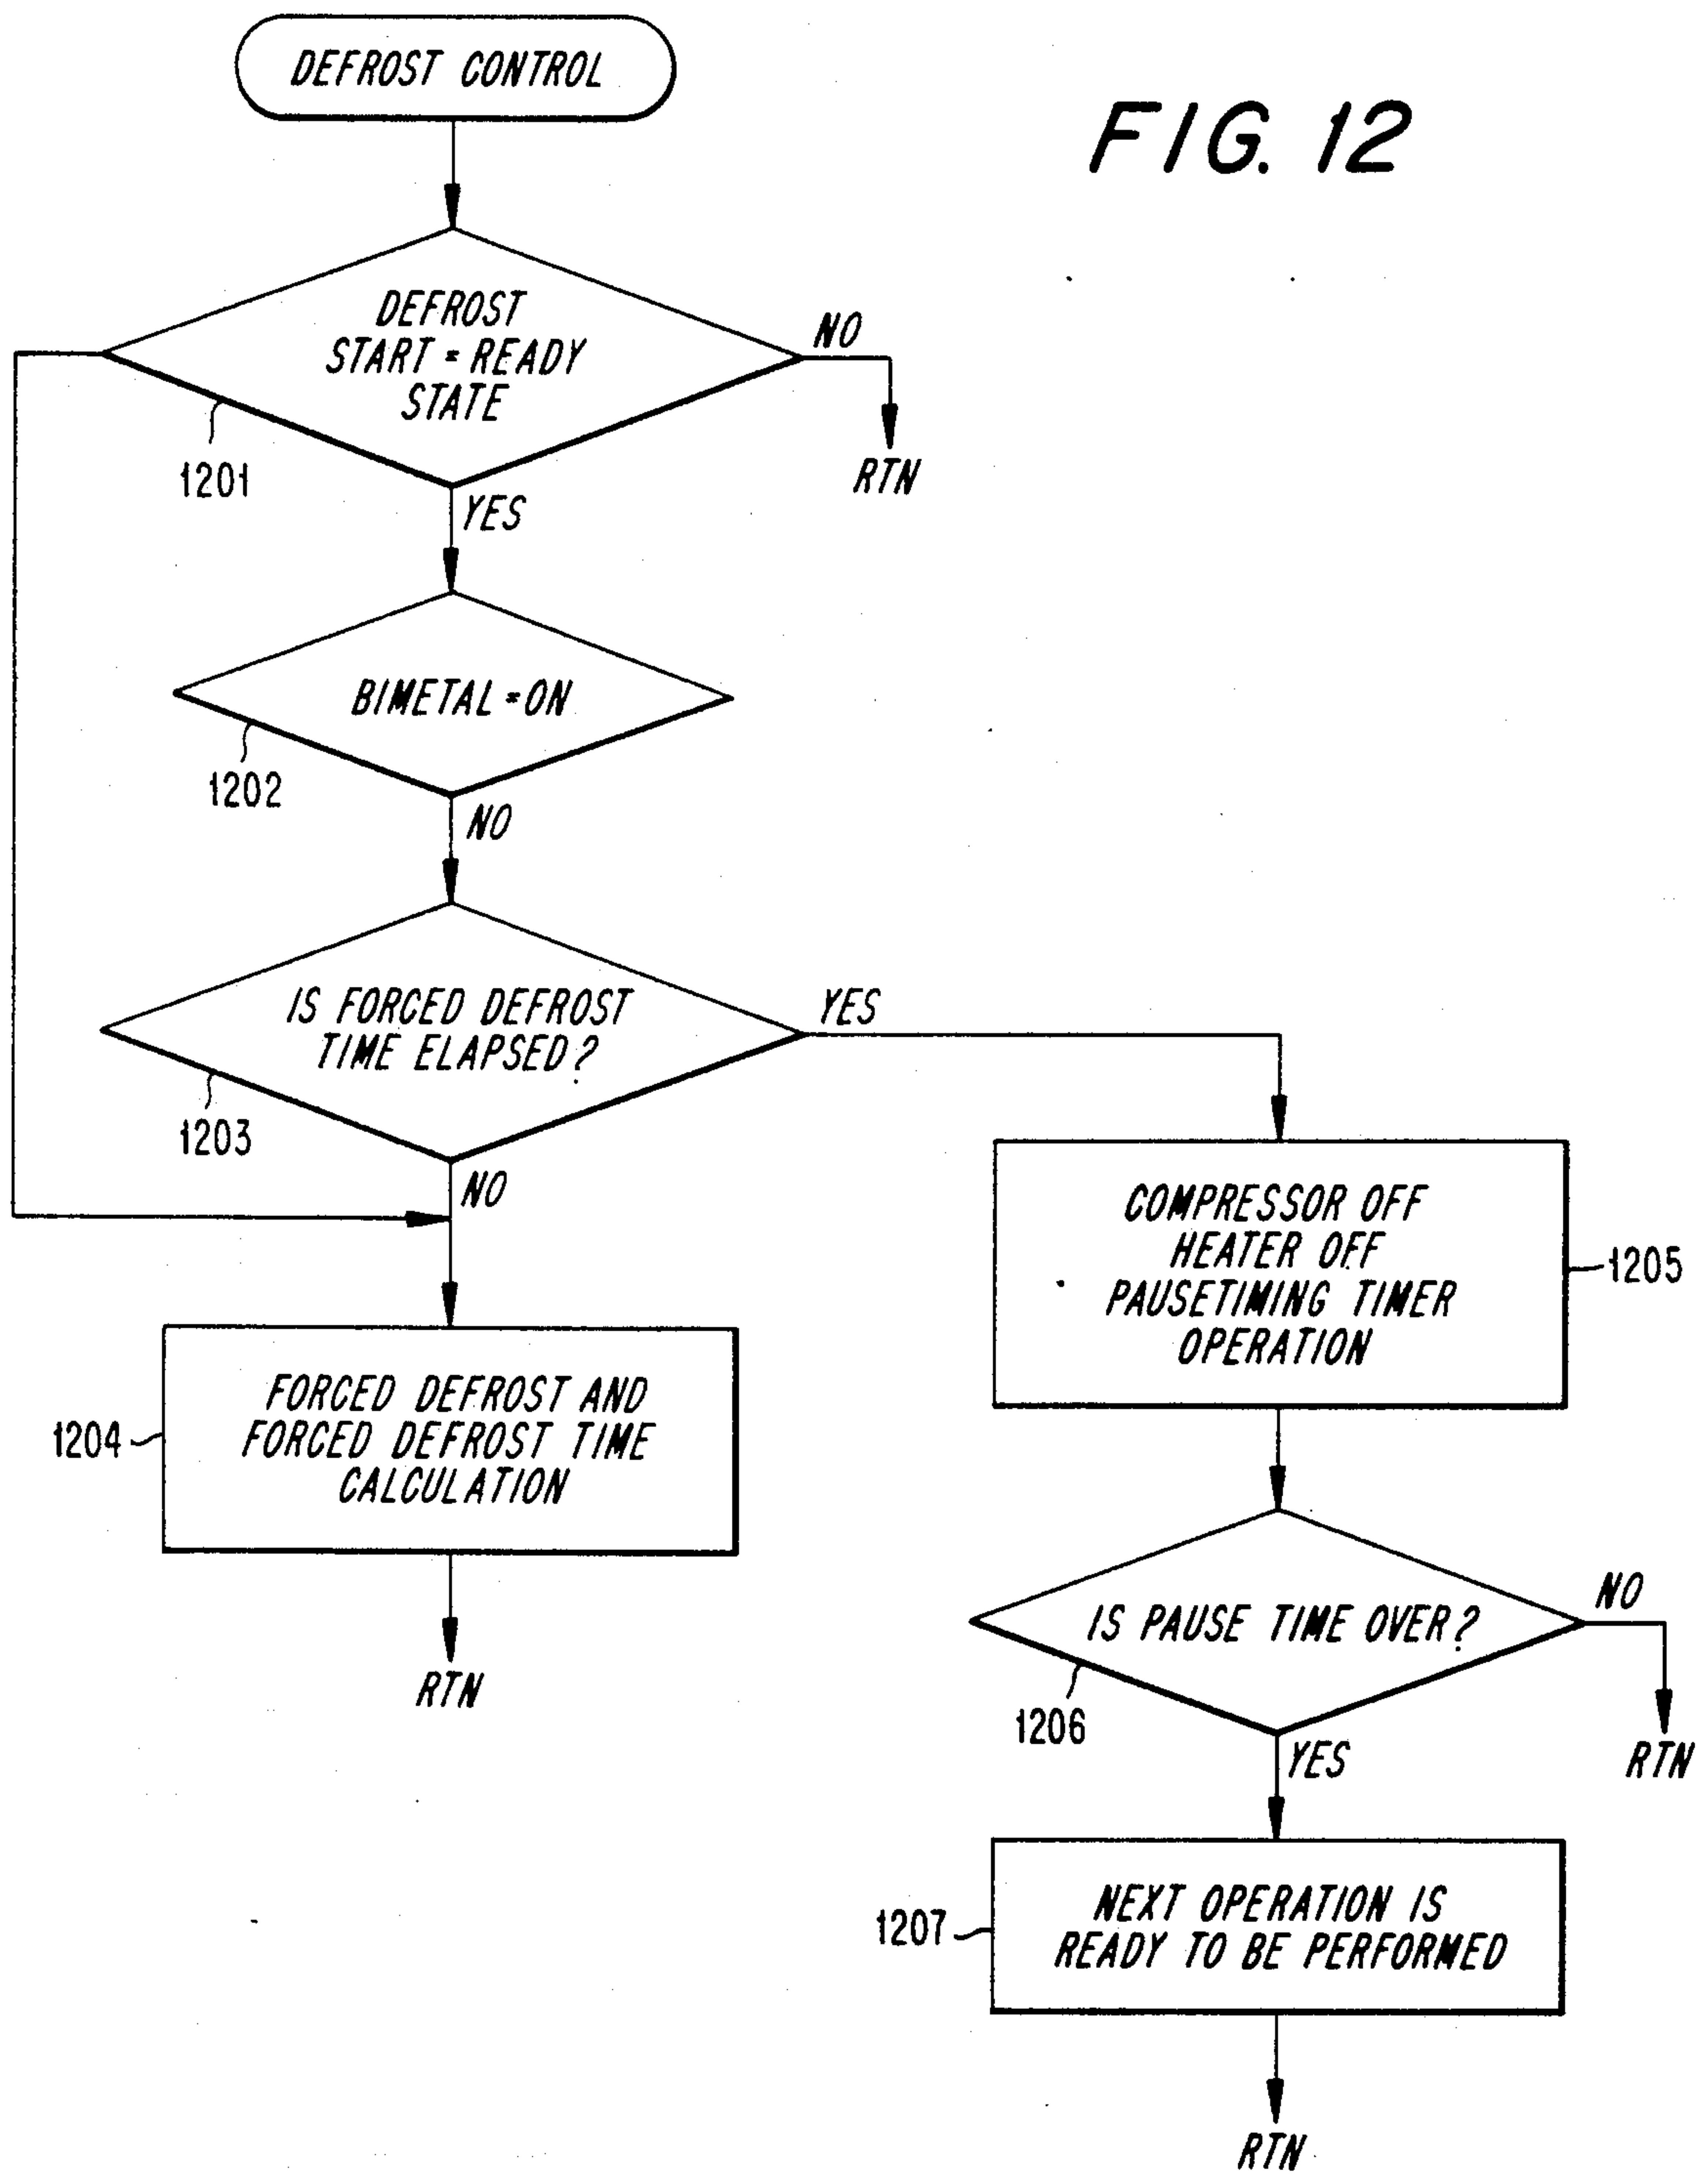 DEFROST CONTROL
FIG. 12
DEFROST
START = READY
STATE
NO
RTN
1201
YES
BIMETAL = ON
1202
NO
IS FORCED DEFROST
TIME ELAPSED?
YES
1203
NO
COMPRESSOR OFF
HEATER OFF
PAUSETIMING TIMER
OPERATION
1205
FORCED DEFROST AND
FORCED DEFROST TIME
CALCULATION
1204
RTN
IS PAUSE TIME OVER?
NO
RTN
1206
YES
NEXT OPERATION IS
READY TO BE PERFORMED
1207
RTN